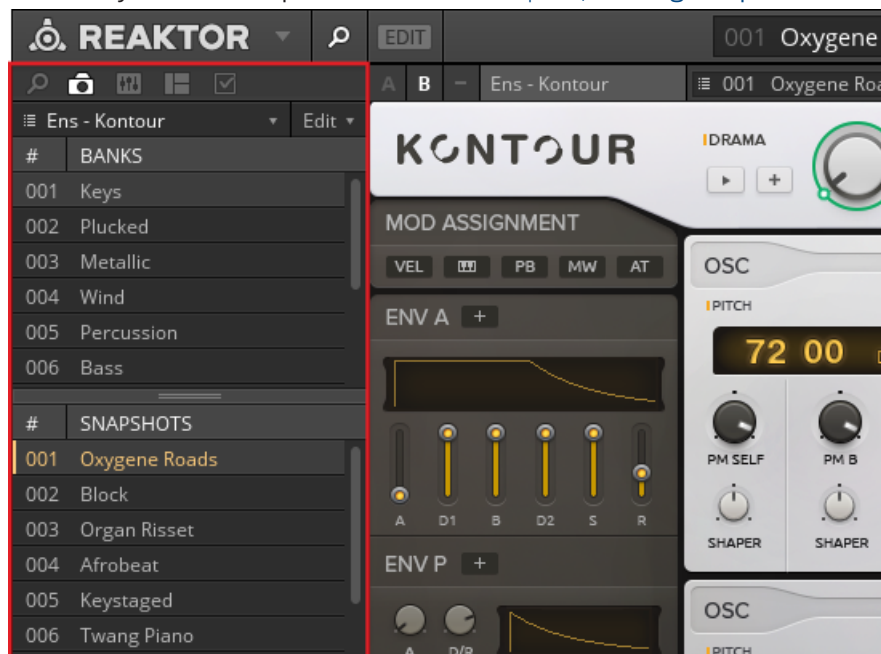 REAKTOR
EDIT
001 Oxygene
A B – Ens - Kontour
001 Oxygene Roa
Ens - Kontour
Edit
# BANKS
001 Keys
002 Plucked
003 Metallic
004 Wind
005 Percussion
006 Bass
# SNAPSHOTS
001 Oxygene Roads
002 Block
003 Organ Risset
004 Afrobeat
005 Keystaged
006 Twang Piano
KONTOUR
DRAMA
MOD ASSIGNMENT
VEL PB MW AT
ENV A +
A D1 B D2 S R
ENV P +
A D/R
OSC
PITCH
72 00
PM SELF PM B
SHAPER SHAPER
OSC
PITCH